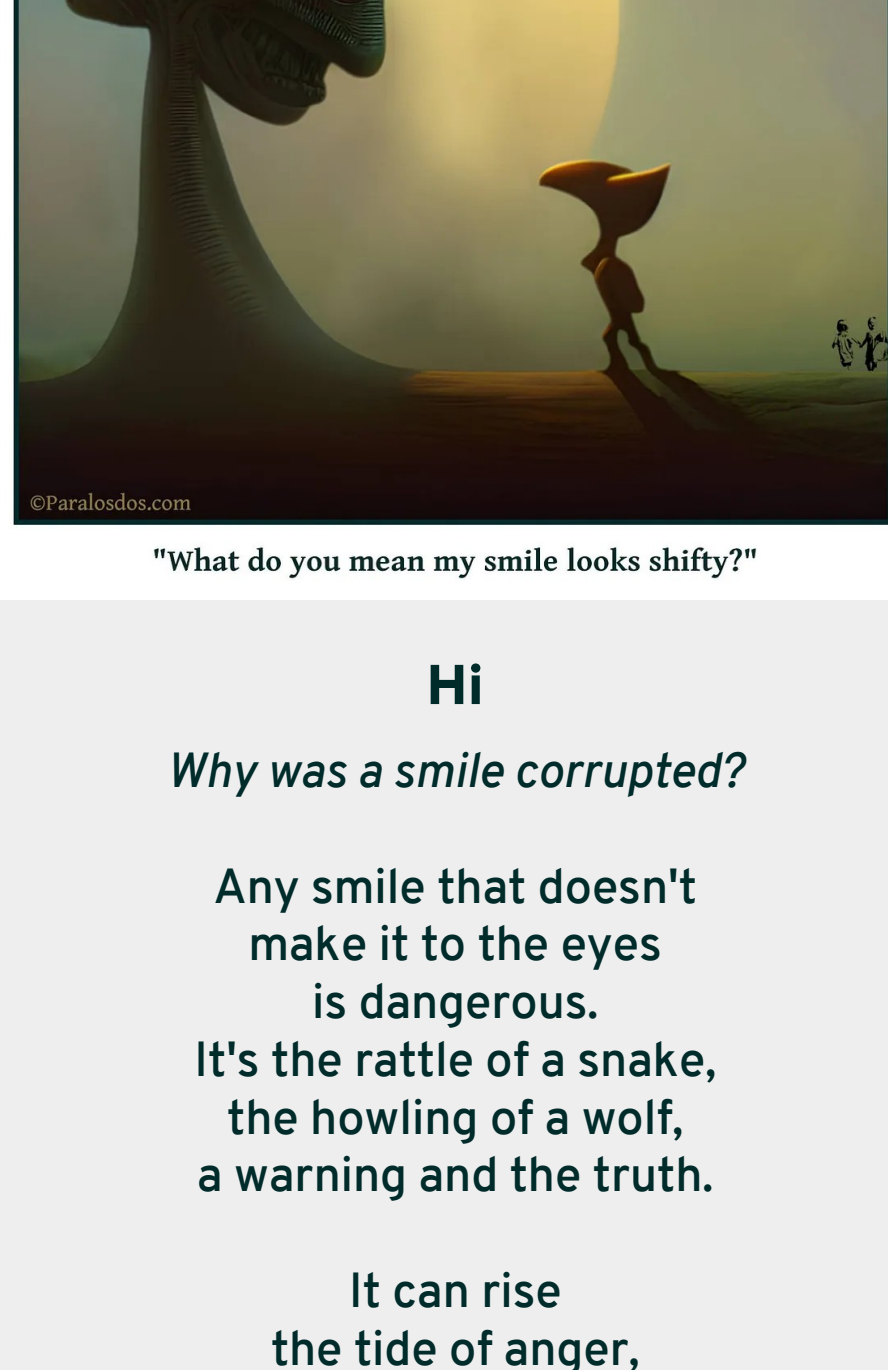 ©Paralosdos.com
"What do you mean my smile looks shifty?"
Hi
Why was a smile corrupted?
Any smile that doesn't
make it to the eyes
is dangerous.
It's the rattle of a snake,
the howling of a wolf,
a warning and the truth.
It can rise
the tide of anger,